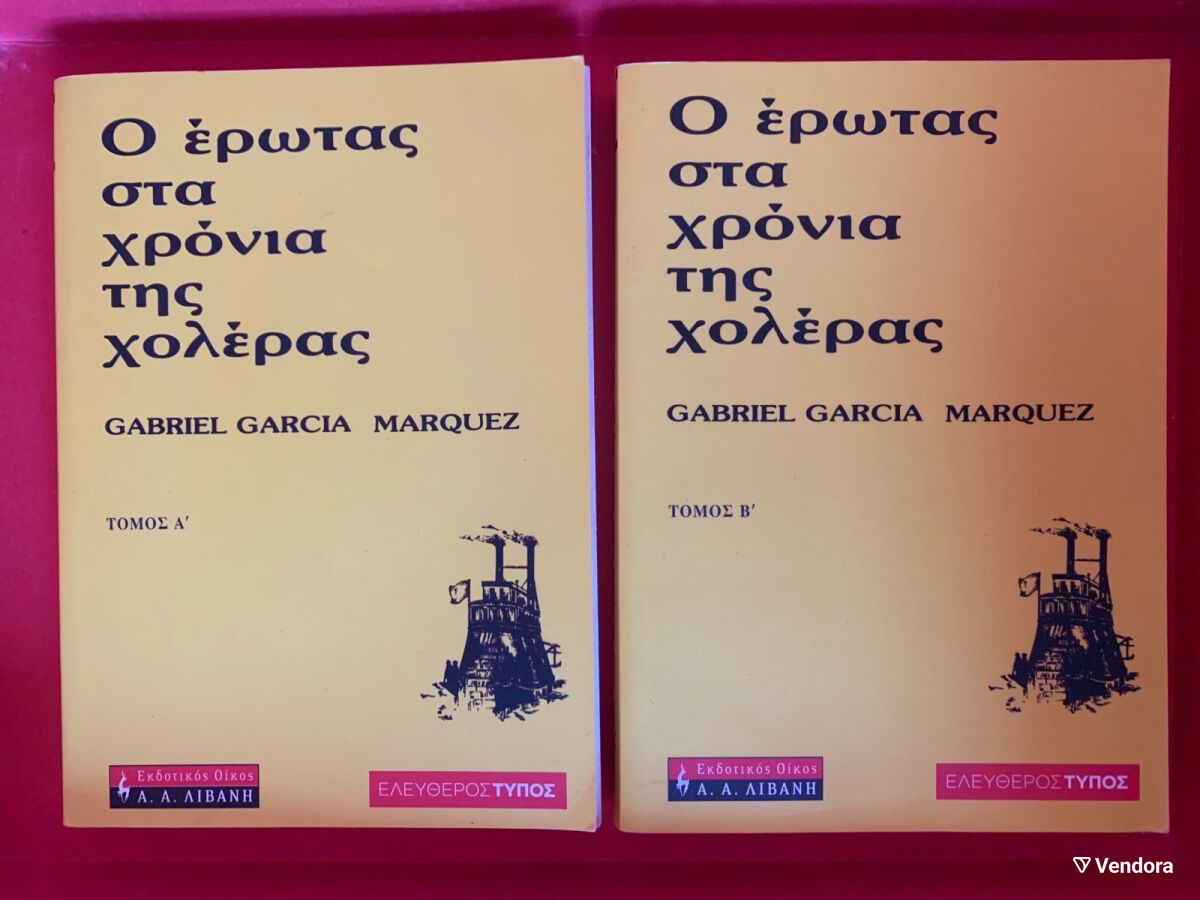 Ο έρωτας
στα
χρόνια
της
χολέρας
GABRIEL GARCIA MARQUEZ
ΤΟΜΟΣ Α'
Εκδοτικός Οίκος
Α. Α. ΛΙΒΑΝΗ
ΕΛΕΥΘΕΡΟΣ ΤΥΠΟΣ
Ο έρωτας
στα
χρόνια
της
χολέρας
GABRIEL GARCIA MARQUEZ
ΤΟΜΟΣ Β'
Εκδοτικός Οίκος
Α. Α. ΛΙΒΑΝΗ
ΕΛΕΥΘΕΡΟΣ ΤΥΠΟΣ
Vendora